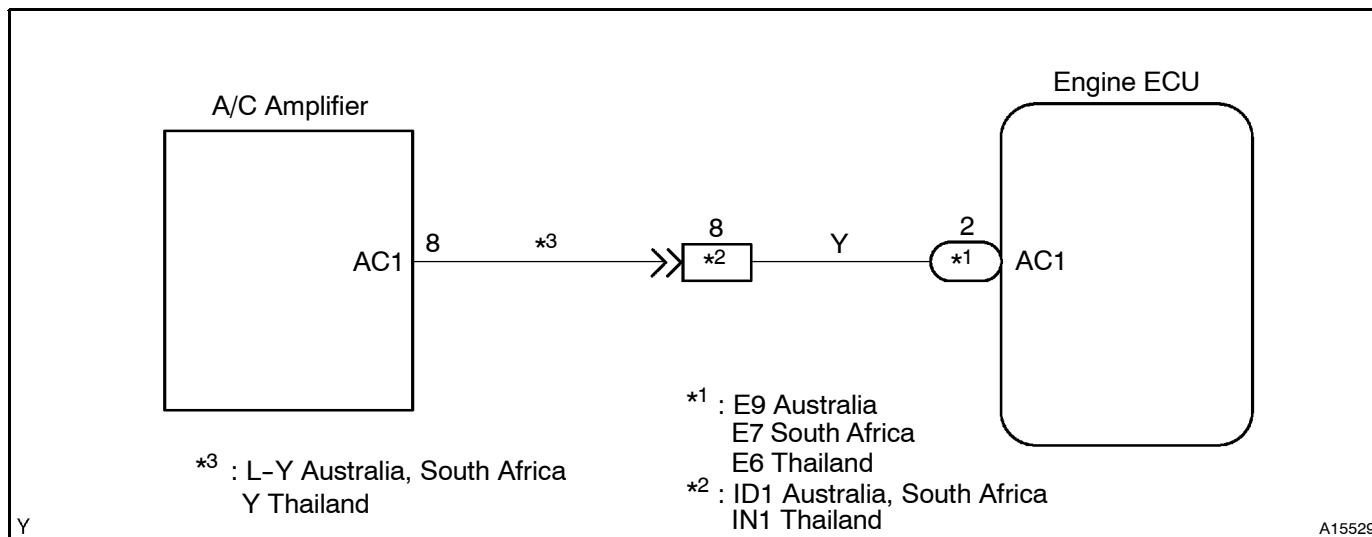 Engine ECU
A/C Amplifier
8
*3
8
Y
2
AC1
*2
*1
AC1
*1 : E9 Australia
E7 South Africa
E6 Thailand
*2 : ID1 Australia, South Africa
IN1 Thailand
*3 : L-Y Australia, South Africa
Y Thailand
Y
A15529